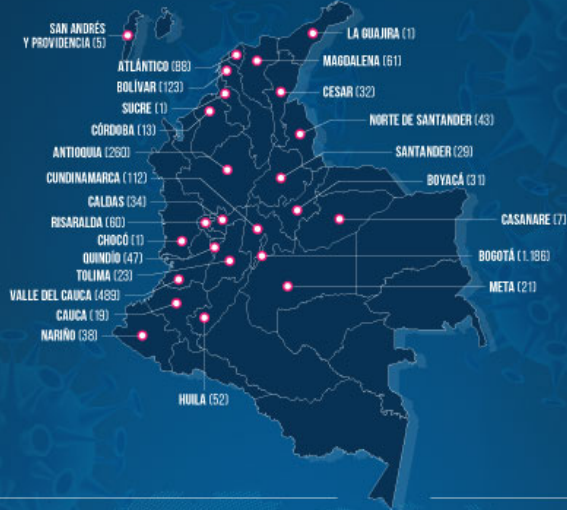 SAN ANDRÉS
Y PROVIDENCIA (5)
ATLÁNTICO (88)
BOLÍVAR (123)
SUCRE (1)
CÓRDOBA (13)
ANTIOQUIA (260)
CUNDINAMARCA (112)
CALDAS (34)
RISARALDA (60)
CHOCÓ (1)
QUINDÍO (47)
TOLIMA (23)
VALLE DEL CAUCA (489)
CAUCA (19)
NARIÑO (38)
HUILA (52)
LA GUAJIRA (1)
MAGDALENA (61)
CESAR (32)
NORTE DE SANTANDER (43)
SANTANDER (29)
BOYACÁ (31)
CASANARE (7)
BOGOTÁ (1.186)
META (21)